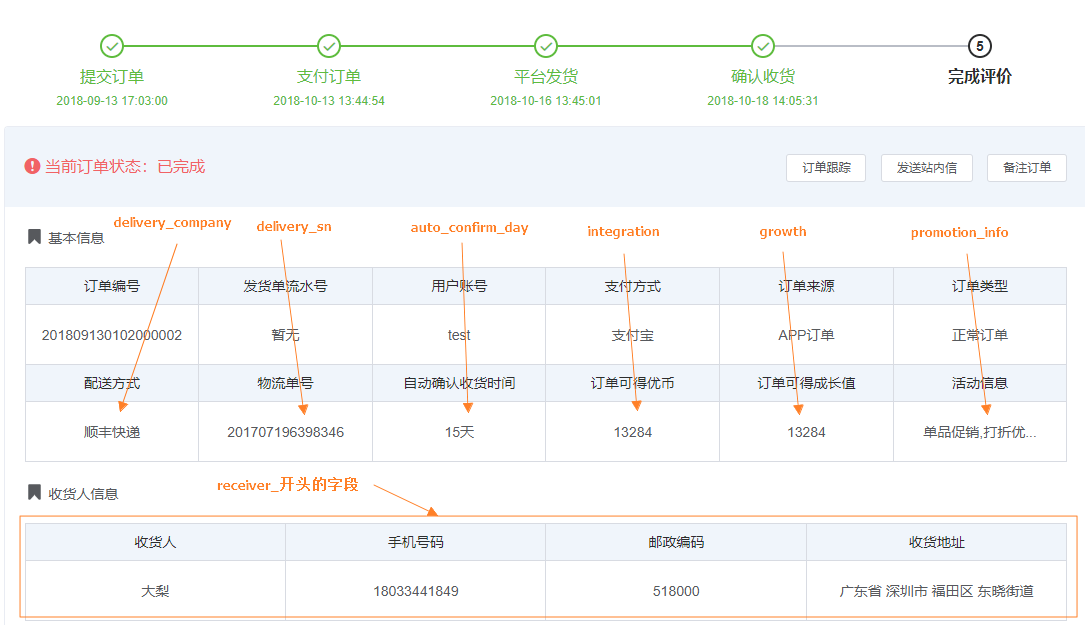 5
提交订单 支付订单 平台发货 确认收货 完成评价
2018-09-13 17:03:00 2018-10-13 13:44:54 2018-10-16 13:45:01 2018-10-18 14:05:31
当前订单状态：已完成 订单跟踪 发送站内信 备注订单
delivery_company delivery_sn auto_confirm_day integration growth promotion_info
基本信息
订单编号 发货单流水号 用户账号 支付方式 订单来源 订单类型
201809130102000002 暂无 test 支付宝 APP订单 正常订单
配送方式 物流单号 自动确认收货时间 订单可得优币 订单可得成长值 活动信息
顺丰快递 201707196398346 15天 13284 13284 单品促销,打折优...
receiver_开头的字段
收货人信息
收货人 手机号码 邮政编码 收货地址
大梨 18033441849 518000 广东省 深圳市 福田区 东晓街道